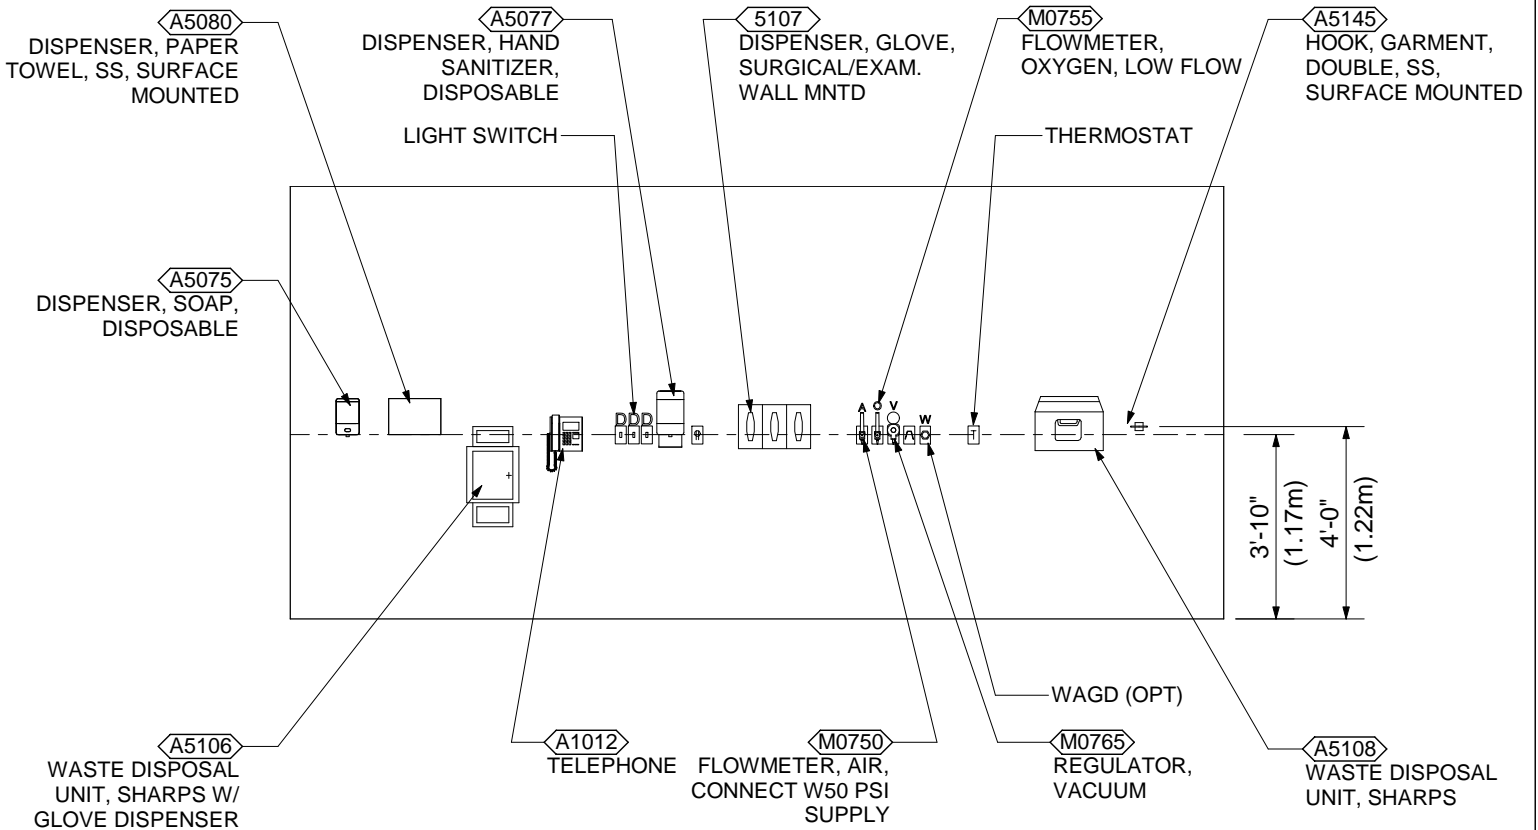 A5080
DISPENSER, PAPER
TOWEL, SS, SURFACE
MOUNTED
A5077
DISPENSER, HAND
SANITIZER,
DISPOSABLE
5107
DISPENSER, GLOVE,
SURGICAL/EXAM.
WALL MNTD
M0755
FLOWMETER,
OXYGEN, LOW FLOW
A5145
HOOK, GARMENT,
DOUBLE, SS,
SURFACE MOUNTED
LIGHT SWITCH
THERMOSTAT
A5075
DISPENSER, SOAP,
DISPOSABLE
D D D
A O V W
T
3'-10"
(1.17m)
4'-0"
(1.22m)
WAGD (OPT)
A5106
WASTE DISPOSAL
UNIT, SHARPS W/
GLOVE DISPENSER
A1012
TELEPHONE
M0750
FLOWMETER, AIR,
CONNECT W50 PSI
SUPPLY
M0765
REGULATOR,
VACUUM
A5108
WASTE DISPOSAL
UNIT, SHARPS